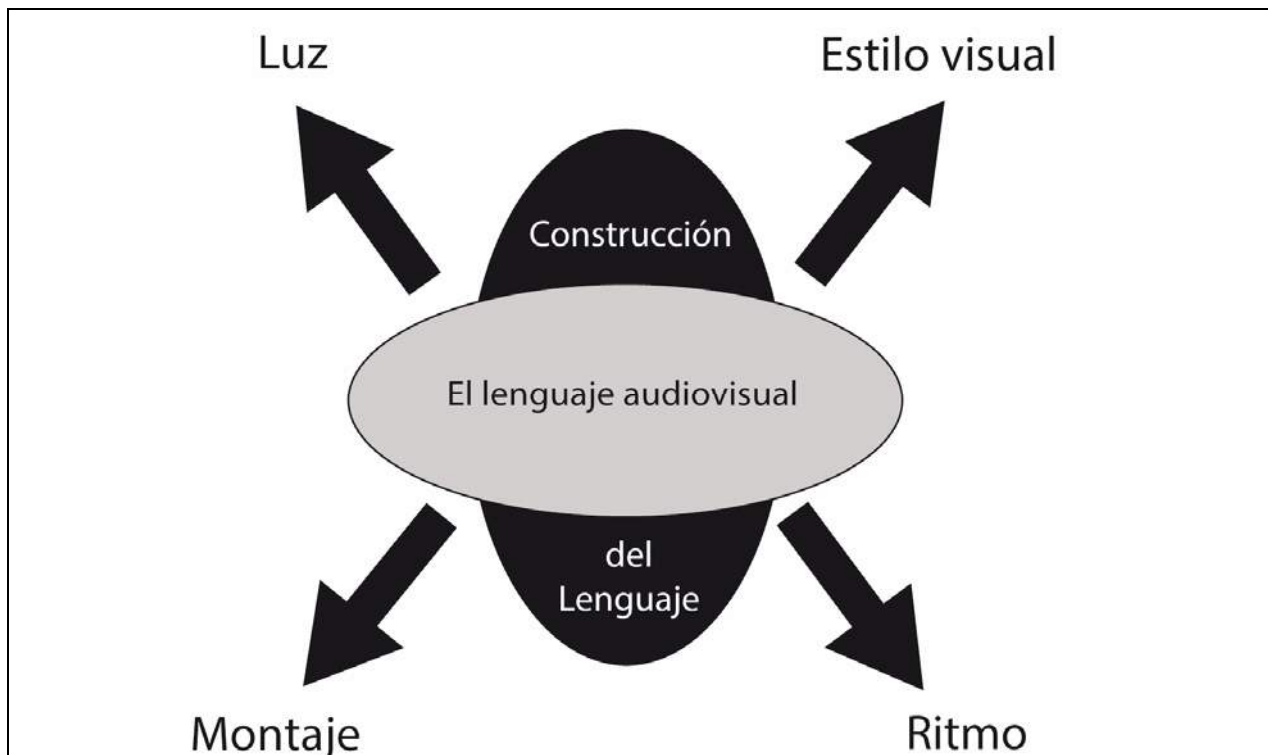 Luz
Estilo visual
Construcción
El lenguaje audiovisual
del
Lenguaje
Montaje
Ritmo